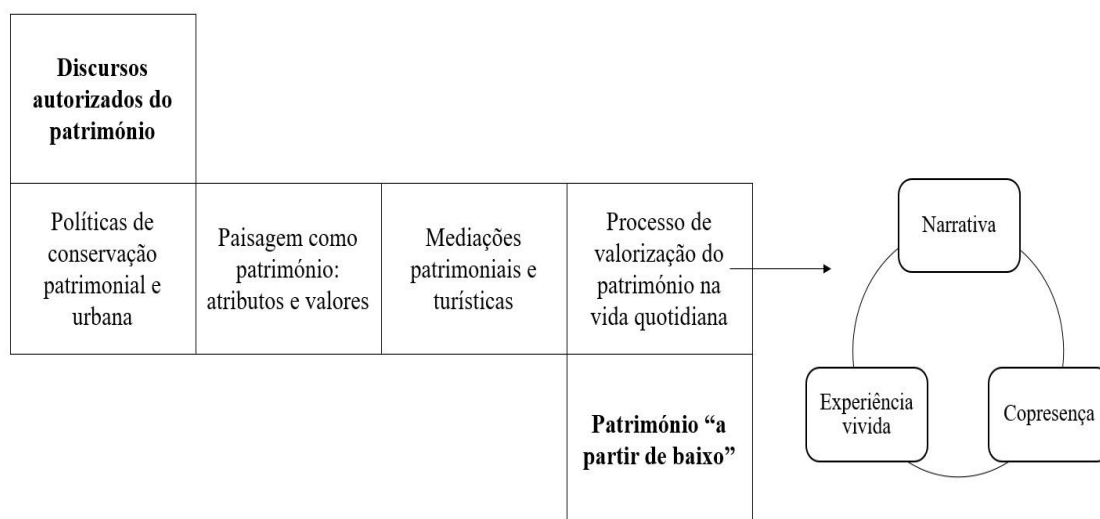 Discursos
autorizados do
património
Políticas de
conservação
patrimonial e
urbana
Paisagem como
património:
atributos e valores
Mediações
patrimoniais e
turísticas
Processo de
valorização do
património na
vida quotidiana
Património “a
partir de baixo”
Narrativa
Experiência
vivida
Copresença